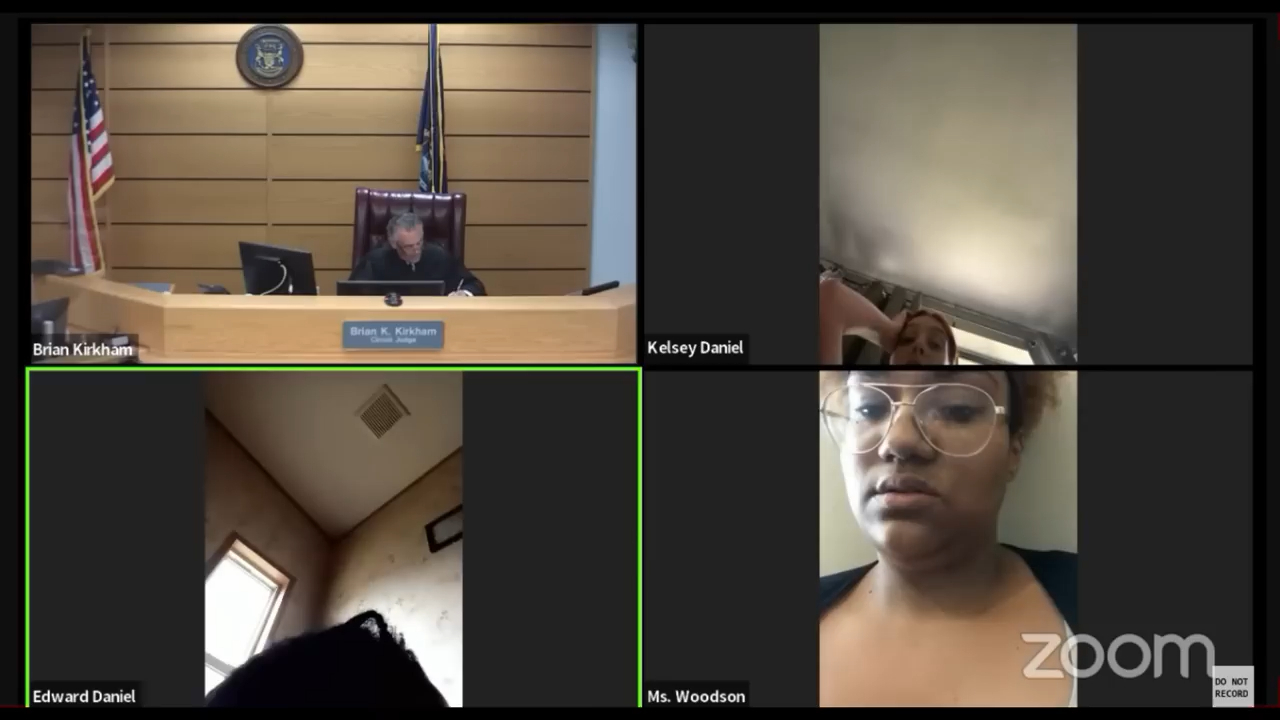 Brian K. Kirkham
Circuit Judge
Brian Kirkham
Kelsey Daniel
Edward Daniel
Ms. Woodson
zoom
DO NOT
RECORD